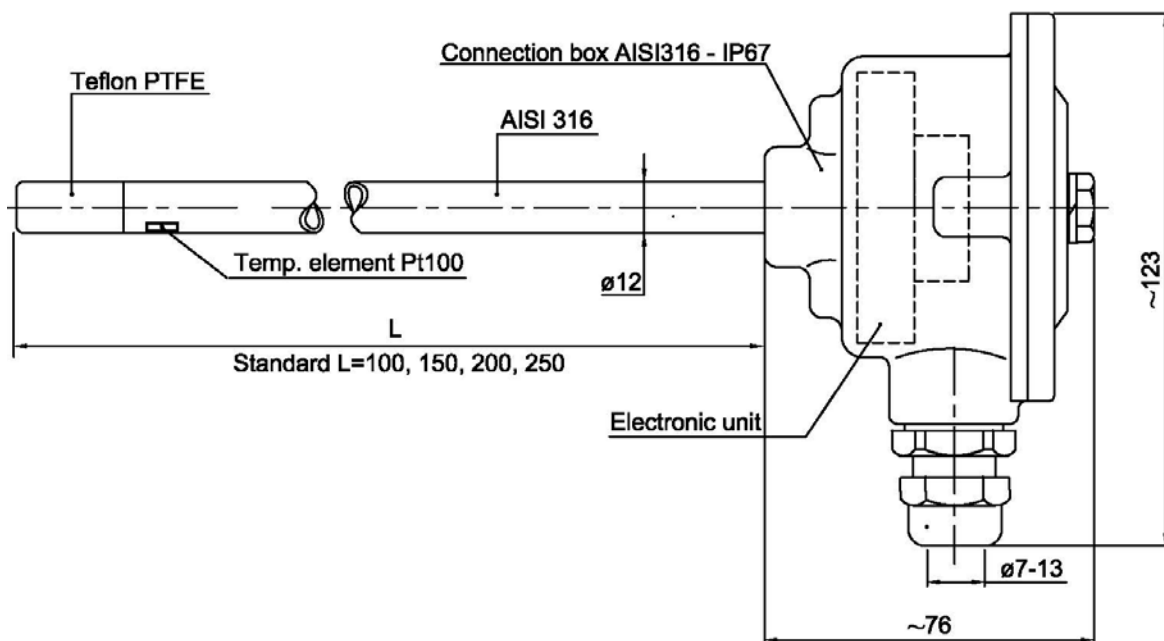 Connection box AISI316 - IP67
Teflon PTFE
AISI 316
Temp. element Pt100
ø12
~123
L
Standard L=100, 150, 200, 250
Electronic unit
ø7-13
~76